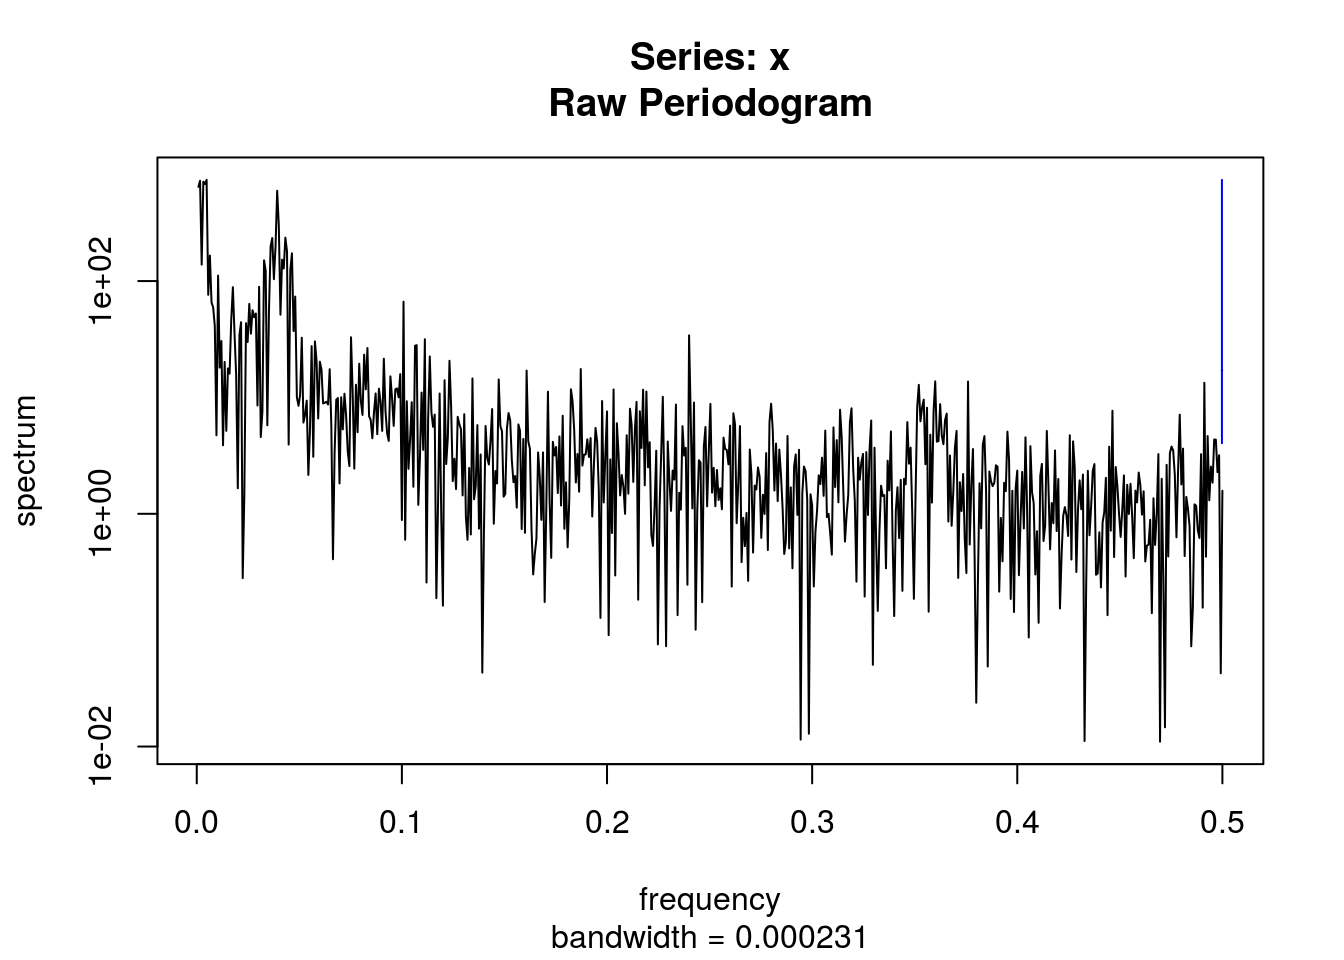 Series: x
Raw Periodogram
spectrum
1e+02
1e+00
1e-02
0.0 0.1 0.2 0.3 0.4 0.5
frequency
bandwidth = 0.000231